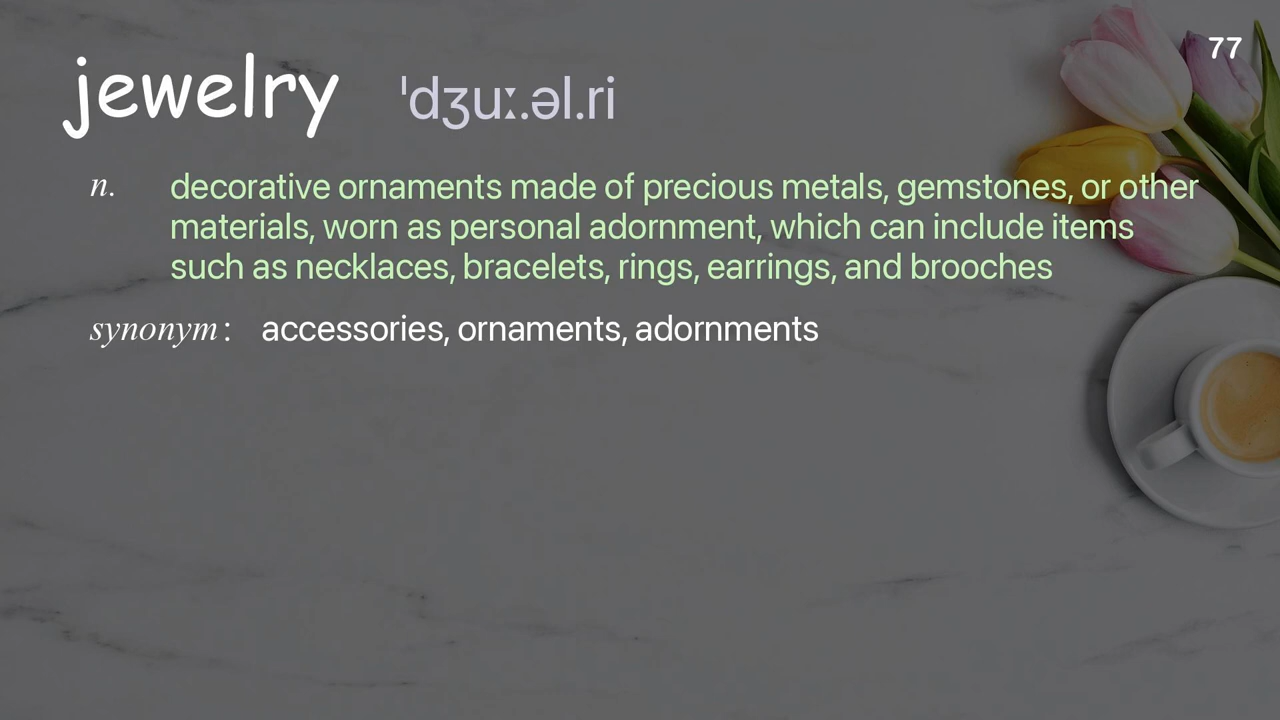 77
jewelry ˈdʒuː.əl.ri
n. decorative ornaments made of precious metals, gemstones, or other
materials, worn as personal adornment, which can include items
such as necklaces, bracelets, rings, earrings, and brooches
synonym : accessories, ornaments, adornments